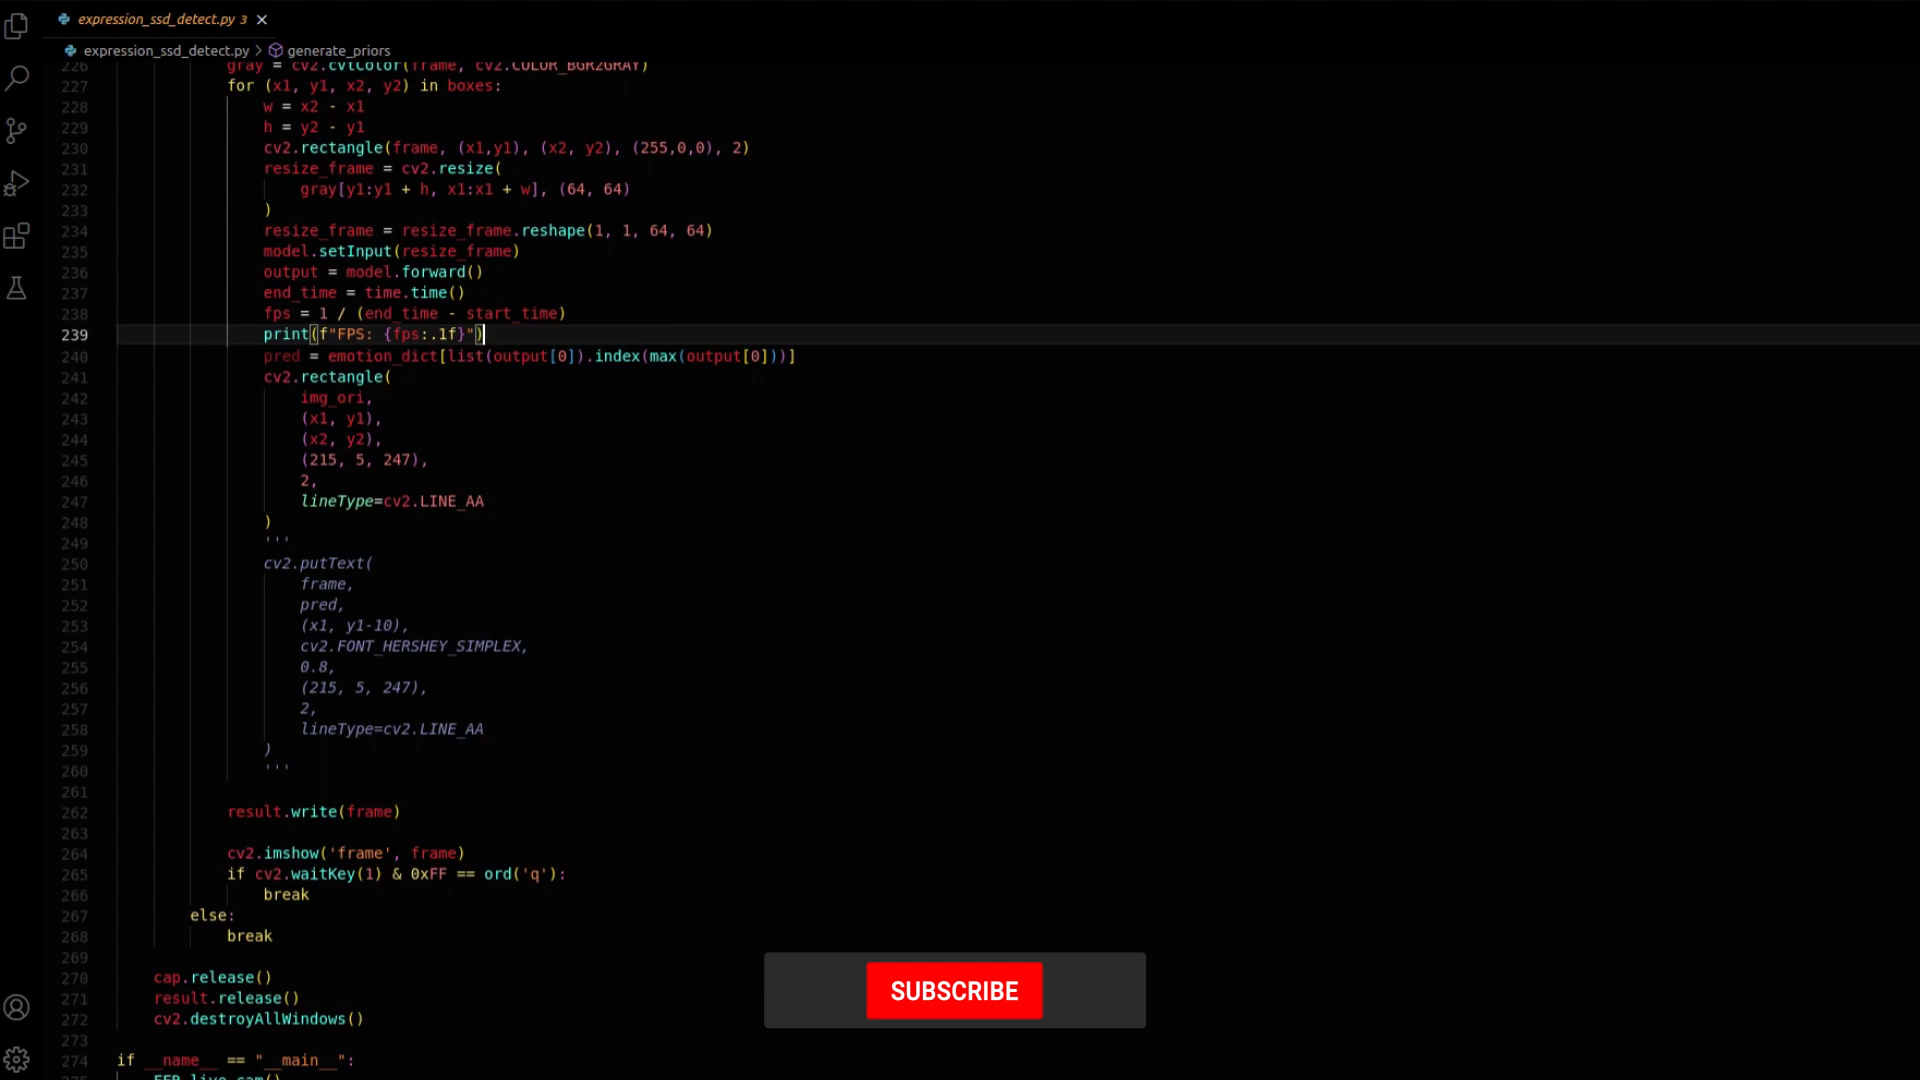 expression_ssd_detect.py 3
expression_ssd_detect.py > generate_priors
226 gray = cv2.cvtColor(frame, cv2.COLOR_BGR2GRAY)
227 for (x1, y1, x2, y2) in boxes:
228 w = x2 - x1
229 h = y2 - y1
230 cv2.rectangle(frame, (x1,y1), (x2, y2), (255,0,0), 2)
231 resize_frame = cv2.resize(
232 gray[y1:y1 + h, x1:x1 + w], (64, 64)
233 )
234 resize_frame = resize_frame.reshape(1, 1, 64, 64)
235 model.setInput(resize_frame)
236 output = model.forward()
237 end_time = time.time()
238 fps = 1 / (end_time - start_time)
239 print(f"FPS: {fps:.1f}")
240 pred = emotion_dict[list(output[0]).index(max(output[0]))]
241 cv2.rectangle(
242 img_ori,
243 (x1, y1),
244 (x2, y2),
245 (215, 5, 247),
246 2,
247 lineType=cv2.LINE_AA
248 )
249 '''
250 cv2.putText(
251 frame,
252 pred,
253 (x1, y1-10),
254 cv2.FONT_HERSHEY_SIMPLEX,
255 0.8,
256 (215, 5, 247),
257 2,
258 lineType=cv2.LINE_AA
259 )
260 '''
261
262 result.write(frame)
263
264 cv2.imshow('frame', frame)
265 if cv2.waitKey(1) & 0xFF == ord('q'):
266 break
267 else:
268 break
269
270 cap.release()
271 result.release()
272 cv2.destroyAllWindows()
273
274 if __name__ == "__main__":
275 FER_live_cam()
SUBSCRIBE